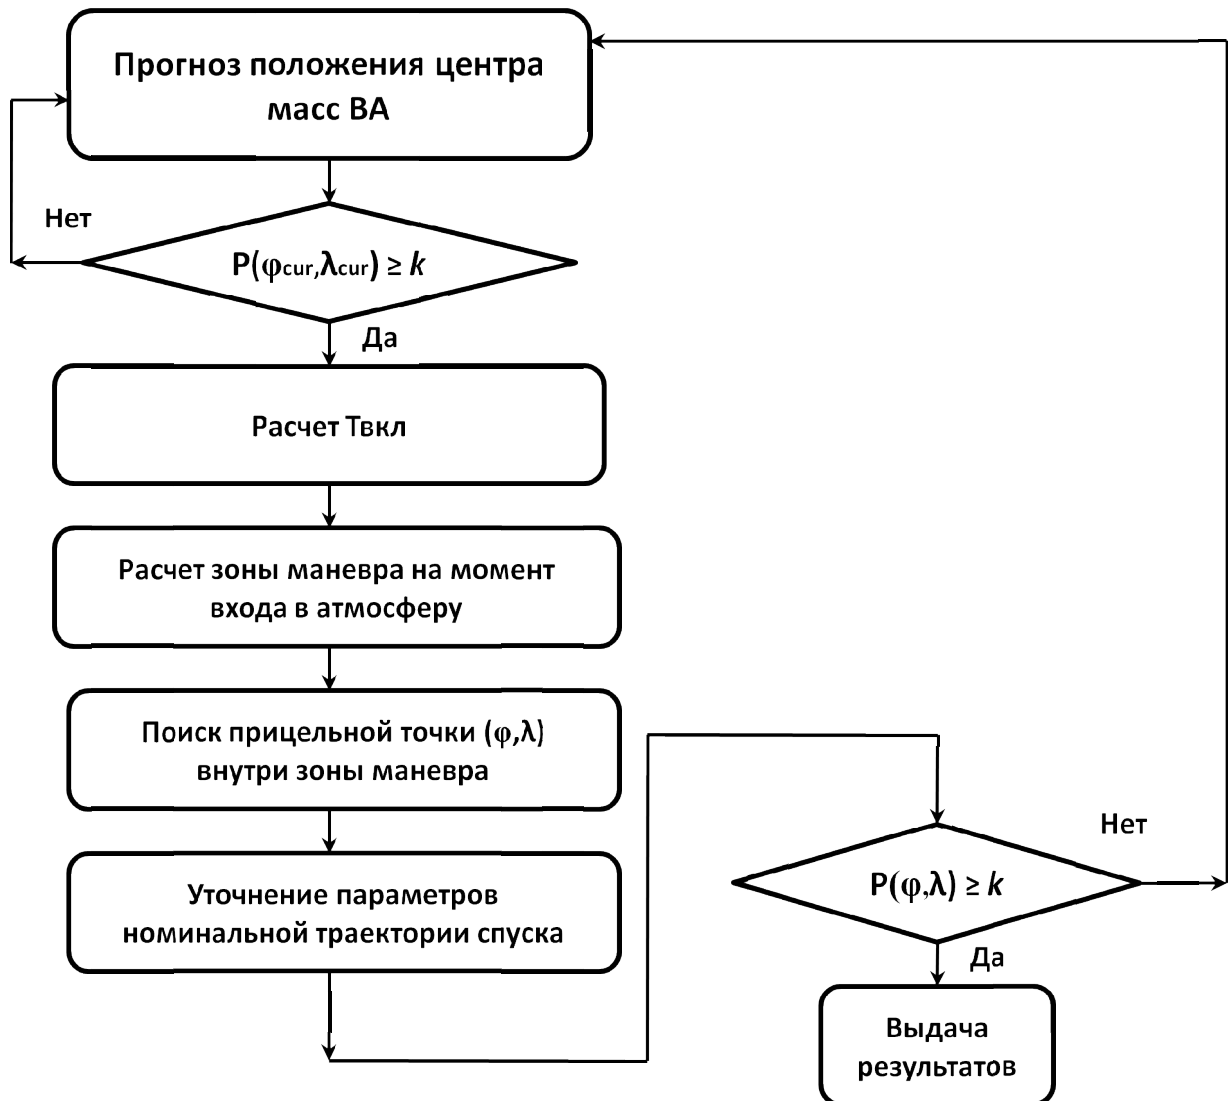 Прогноз положения центра
масс ВА
Нет
P(φcur,λcur) ≥ k
Да
Расчет Твкл
Расчет зоны маневра на момент
входа в атмосферу
Поиск прицельной точки (φ,λ)
внутри зоны маневра
Уточнение параметров
номинальной траектории спуска
Нет
P(φ,λ) ≥ k
Да
Выдача
результатов